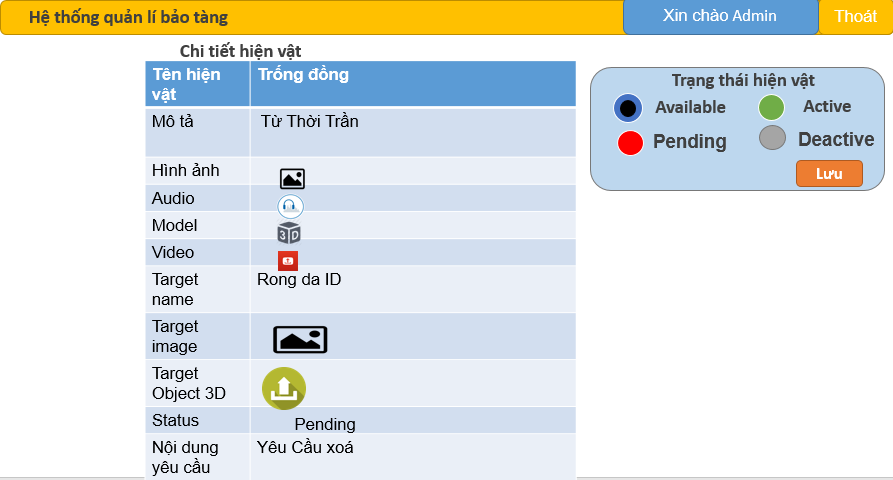 Hệ thống quản lí bảo tàng
Xin chào Admin
Thoát
Chi tiết hiện vật
Tên hiện vật
Trống đồng
Mô tả
Từ Thời Trần
Hình ảnh
Audio
Model
3D
Video
Target name
Rong da ID
Target image
Target Object 3D
Status
Pending
Nội dung yêu cầu
Yêu Cầu xoá
Trạng thái hiện vật
Available
Active
Pending
Deactive
Lưu